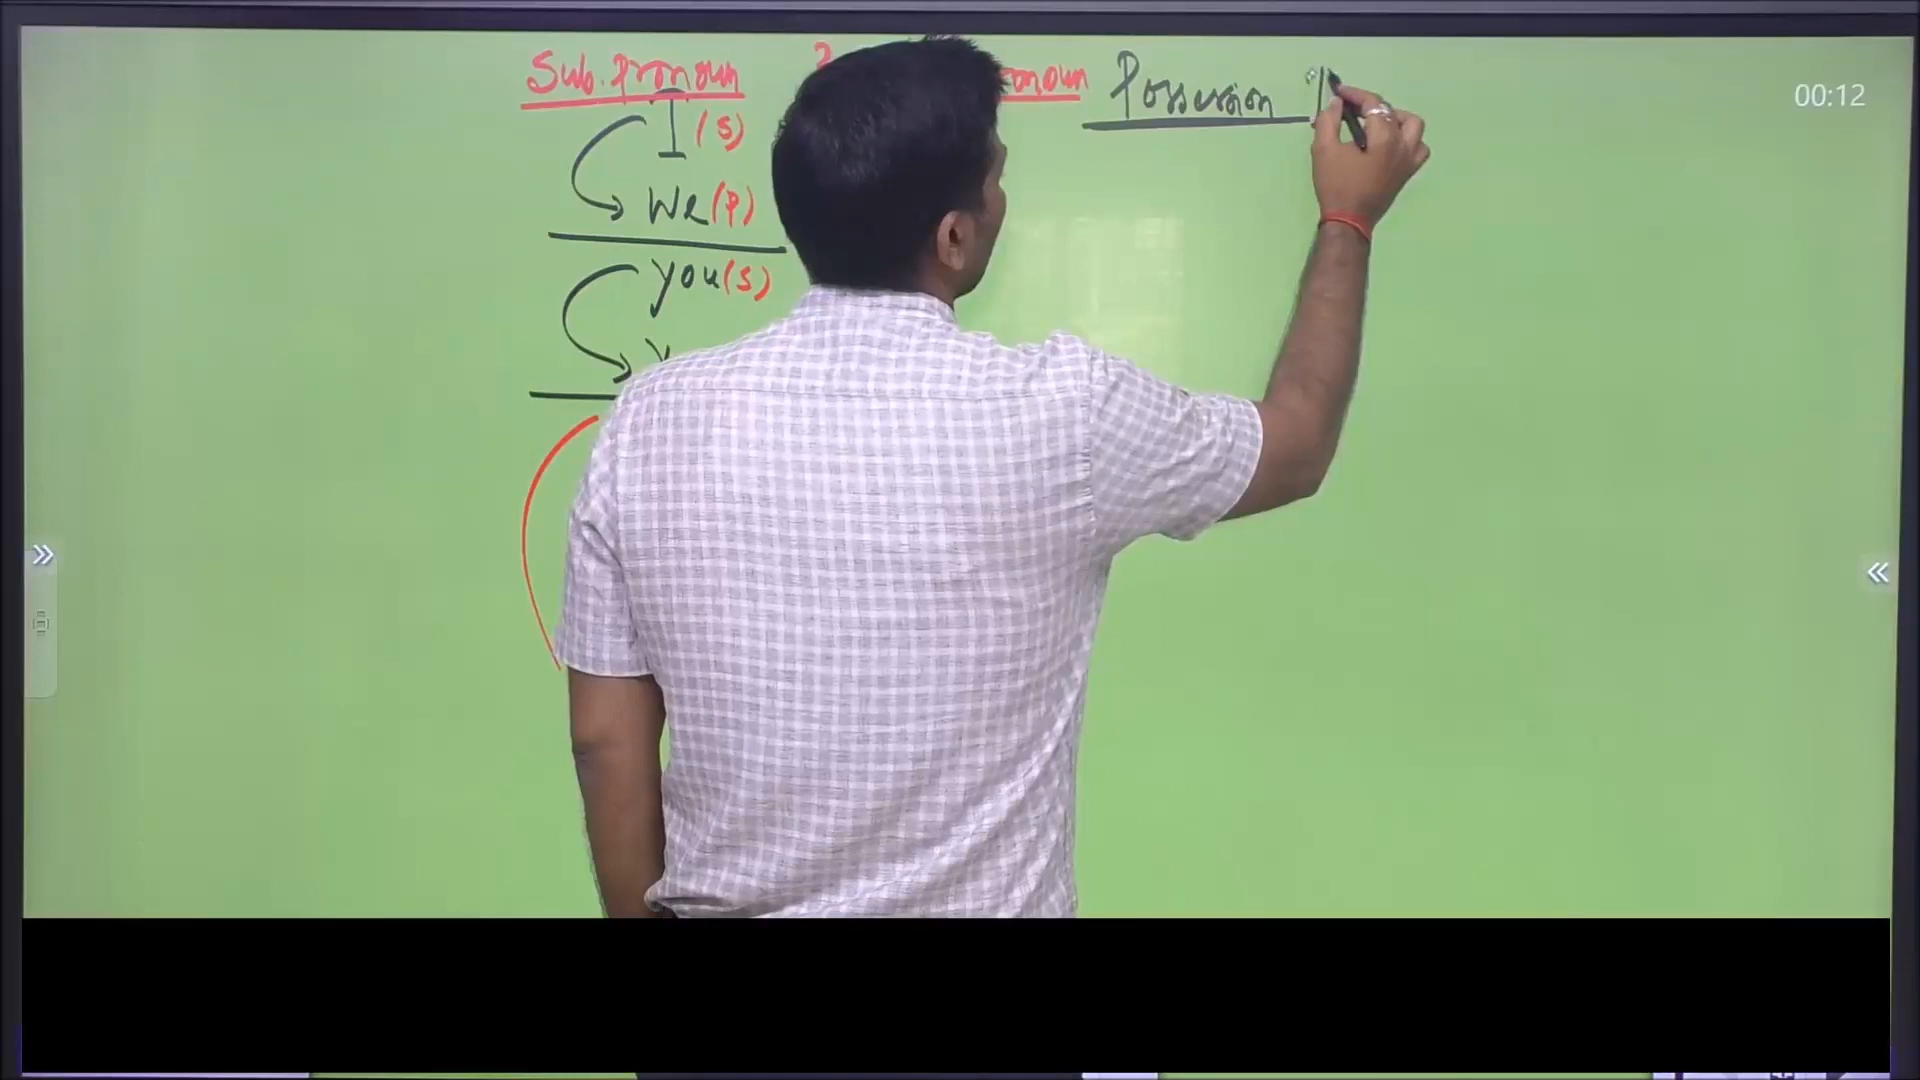 Sub. Pronoun
Possession
I (S)
We (P)
you (S)
00:12